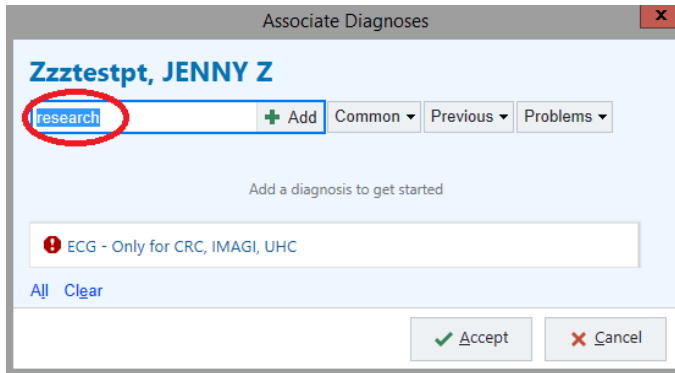 Associate Diagnoses x
Zzztestpt, JENNY Z
research Add Common Previous Problems
Add a diagnosis to get started
ECG - Only for CRC, IMAGI, UHC
All Clear
Accept Cancel